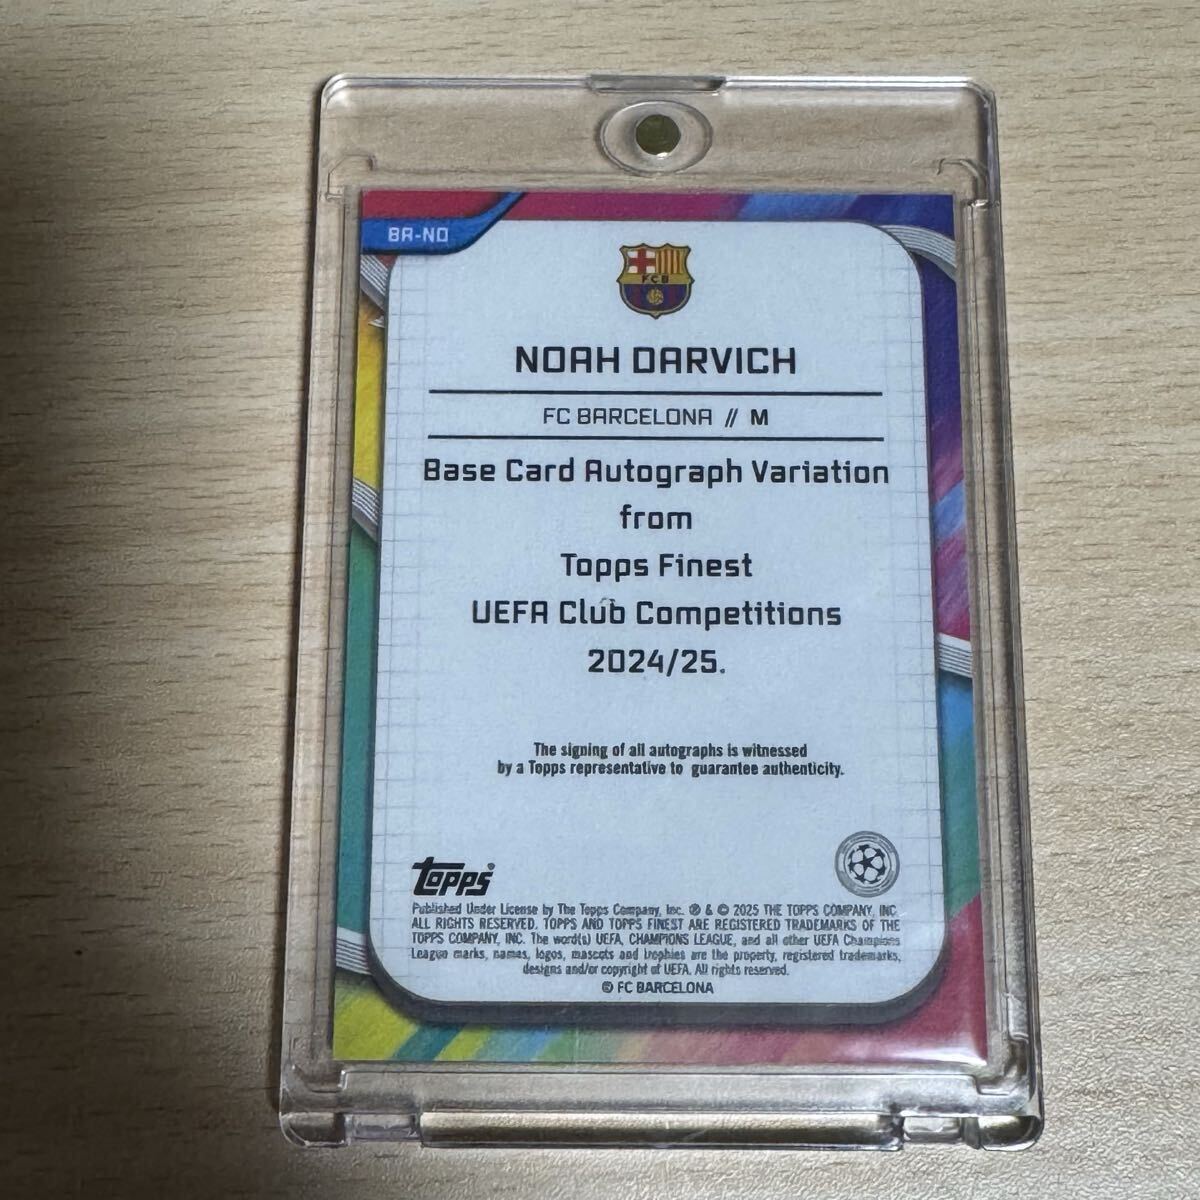 BA-ND
FCB
NOAH DARVICH
FC BARCELONA // M
Base Card Autograph Variation
from
Topps Finest
UEFA Club Competitions
2024/25.
The signing of all autographs is witnessed
by a Topps representative to guarantee authenticity.
Topps®
Published Under License by The Topps Company, Inc. ® & © 2025 THE TOPPS COMPANY, INC.
ALL RIGHTS RESERVED. TOPPS AND TOPPS FINEST ARE REGISTERED TRADEMARKS OF THE
TOPPS COMPANY, INC. The word(s) UEFA, CHAMPIONS LEAGUE, and all other UEFA Champions
League marks, names, logos, mascots and trophies are the property, registered trademarks,
designs and/or copyright of UEFA. All rights reserved.
© FC BARCELONA